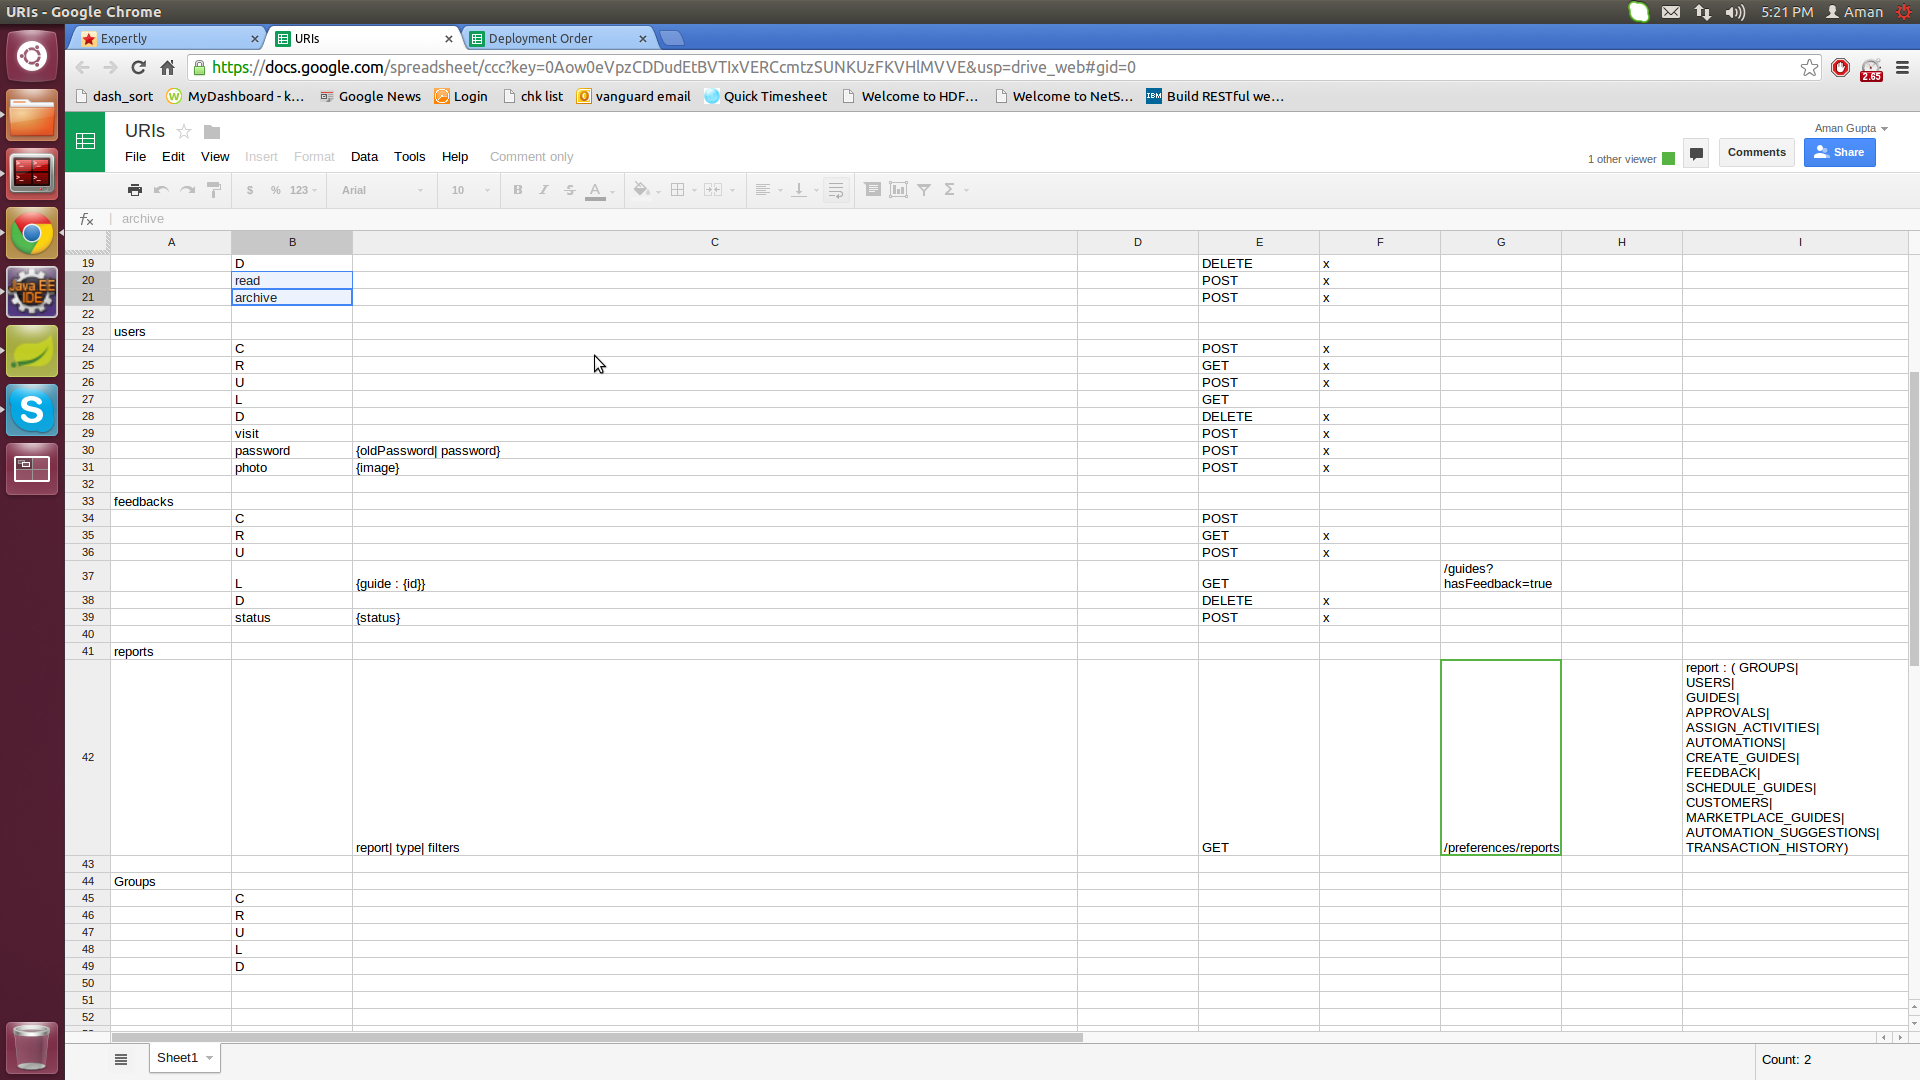 URIs - Google Chrome
5:21 PM Aman
Expertly
URIs
Deployment Order
https://docs.google.com/spreadsheet/ccc?key=0Aow0eVpzCDDudEtBVTIxVERCcmtzSUNKUzFKVHlMVVE&usp=drive_web#gid=0
2.65
dash_sort MyDashboard - k... Google News Login chk list vanguard email Quick Timesheet Welcome to HDF... Welcome to NetS... IBM Build RESTful we...
URIs
Aman Gupta
File Edit View Insert Format Data Tools Help Comment only
1 other viewer Comments Share
$ % 123 Arial 10 B I S A Σ
fx archive
A B C D E F G H I
19 D DELETE x
20 read POST x
21 archive POST x
22
23 users
24 C POST x
25 R GET x
26 U POST x
27 L GET
28 D DELETE x
29 visit POST x
30 password {oldPassword| password} POST x
31 photo {image} POST x
32
33 feedbacks
34 C POST
35 R GET x
36 U POST x
37 L {guide : {id}} GET /guides?
hasFeedback=true
38 D DELETE x
39 status {status} POST x
40
41 reports
42 report| type| filters GET /preferences/reports
report : ( GROUPS|
USERS|
GUIDES|
APPROVALS|
ASSIGN_ACTIVITIES|
AUTOMATIONS|
CREATE_GUIDES|
FEEDBACK|
SCHEDULE_GUIDES|
CUSTOMERS|
MARKETPLACE_GUIDES|
AUTOMATION_SUGGESTIONS|
TRANSACTION_HISTORY)
43
44 Groups
45 C
46 R
47 U
48 L
49 D
50
51
52
Sheet1
Count: 2
Java EE
IDE